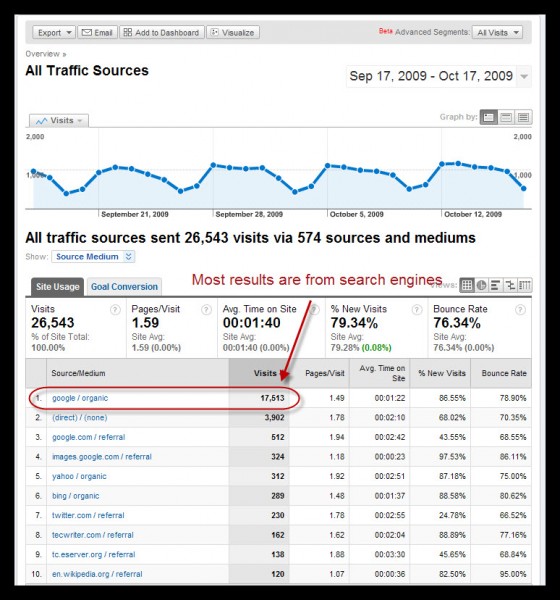 Export Email Add to Dashboard Visualize Beta Advanced Segments: All Visits
Overview »
All Traffic Sources
Sep 17, 2009 - Oct 17, 2009
Visits Graph by:
2,000 2,000
1,000 1,000
September 21, 2009 September 28, 2009 October 5, 2009 October 12, 2009
All traffic sources sent 26,543 visits via 574 sources and mediums
Show: Source Medium
Most results are from search engines
Site Usage Goal Conversion Views:
Visits Pages/Visit Avg. Time on Site % New Visits Bounce Rate
26,543 1.59 00:01:40 79.34% 76.34%
% of Site Total: Site Avg: Site Avg: Site Avg: Site Avg:
100.00% 1.59 (0.00%) 00:01:40 (0.00%) 79.28% (0.08%) 76.34% (0.00%)
Source/Medium Visits Pages/Visit Avg. Time on Site % New Visits Bounce Rate
1. google / organic 17,513 1.49 00:01:22 86.55% 78.90%
2. (direct) / (none) 3,902 1.78 00:02:10 68.02% 70.35%
3. google.com / referral 512 1.94 00:02:42 43.55% 68.55%
4. images.google.com / referral 324 1.18 00:00:23 97.53% 86.11%
5. yahoo / organic 312 1.92 00:02:51 87.18% 75.00%
6. bing / organic 289 1.48 00:01:37 88.58% 80.62%
7. twitter.com / referral 230 1.78 00:02:55 24.78% 66.52%
8. tecwriter.com / referral 162 1.62 00:02:04 88.89% 77.16%
9. tc.eserver.org / referral 138 1.88 00:03:30 45.65% 68.84%
10. en.wikipedia.org / referral 120 1.07 00:00:36 82.50% 95.00%